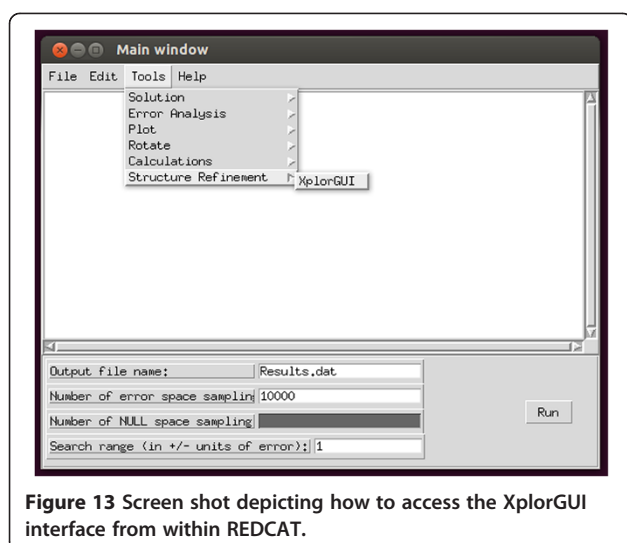 Main window
File Edit Tools Help
Solution
Error Analysis
Plot
Rotate
Calculations
Structure Refinement
XplorGUI
Output file name: Results.dat
Number of error space samplin 10000
Number of NULL space sampling
Search range (in +/- units of error): 1
Run
Figure 13 Screen shot depicting how to access the XplorGUI
interface from within REDCAT.